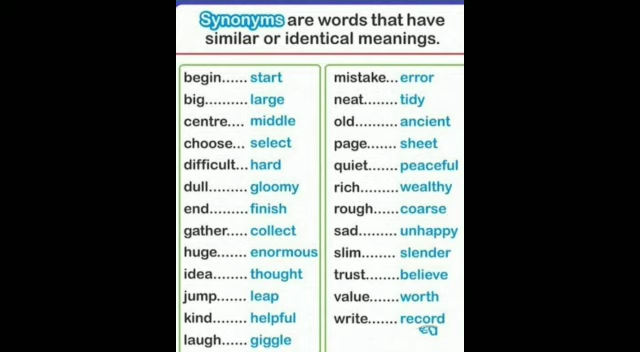 Synonyms are words that have
similar or identical meanings.
begin...... start
big.......... large
centre.... middle
choose... select
difficult... hard
dull......... gloomy
end......... finish
gather..... collect
huge....... enormous
idea........ thought
jump....... leap
kind........ helpful
laugh...... giggle
mistake... error
neat........ tidy
old.......... ancient
page....... sheet
quiet....... peaceful
rich......... wealthy
rough...... coarse
sad......... unhappy
slim........ slender
trust........ believe
value....... worth
write....... record